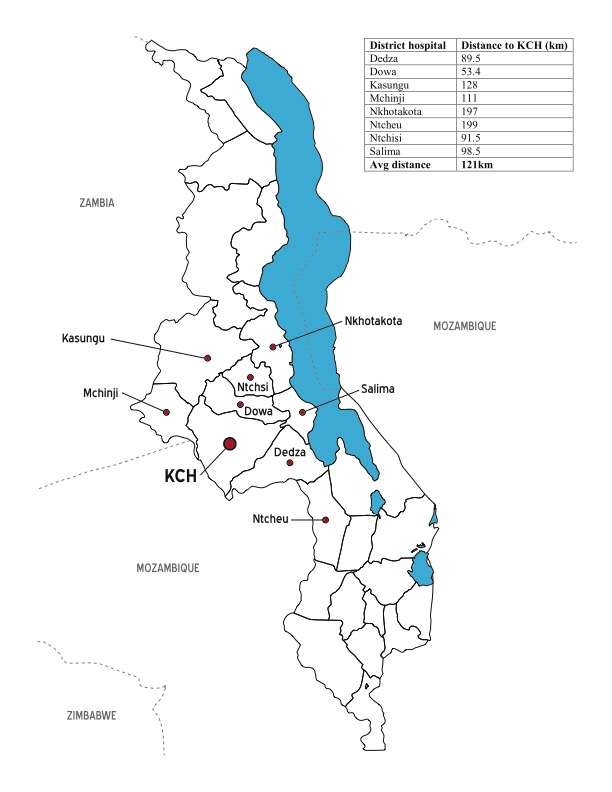 District hospital Distance to KCH (km)
Dedza 89.5
Dowa 53.4
Kasungu 128
Mchinji 111
Nkhotakota 197
Ntcheu 199
Ntchisi 91.5
Salima 98.5
Avg distance 121km
ZAMBIA
Nkhotakota
MOZAMBIQUE
Kasungu
Ntchsi
Mchinji
Salima
Dowa
Dedza
KCH
Ntcheu
MOZAMBIQUE
ZIMBABWE